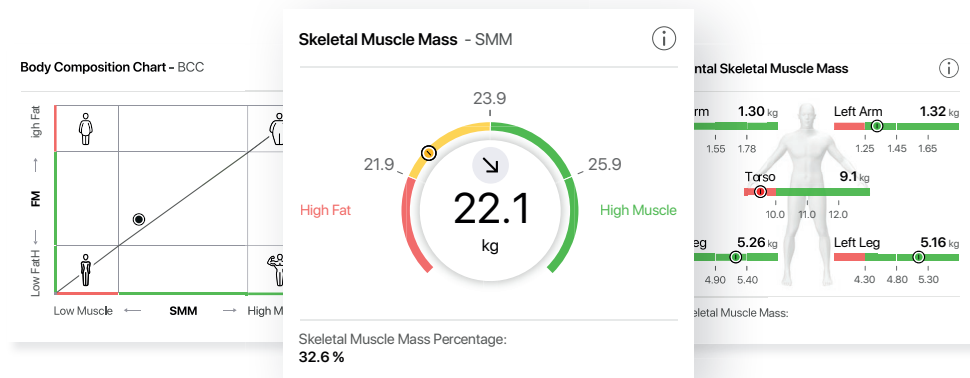 Body Composition Chart - BCC
igh Fat
FM
Low FatH
Low Muscle
SMM
High M
Skeletal Muscle Mass - SMM
23.9
21.9
25.9
High Fat
22.1
High Muscle
kg
Skeletal Muscle Mass Percentage:
32.6 %
ntal Skeletal Muscle Mass
rm
1.30 kg
1.55
1.78
Left Arm
1.32 kg
1.25
1.45
1.65
Torso
9.1 kg
10.0
11.0
12.0
eg
5.26 kg
4.90
5.40
Left Leg
5.16 kg
4.30
4.80
5.30
eletal Muscle Mass: